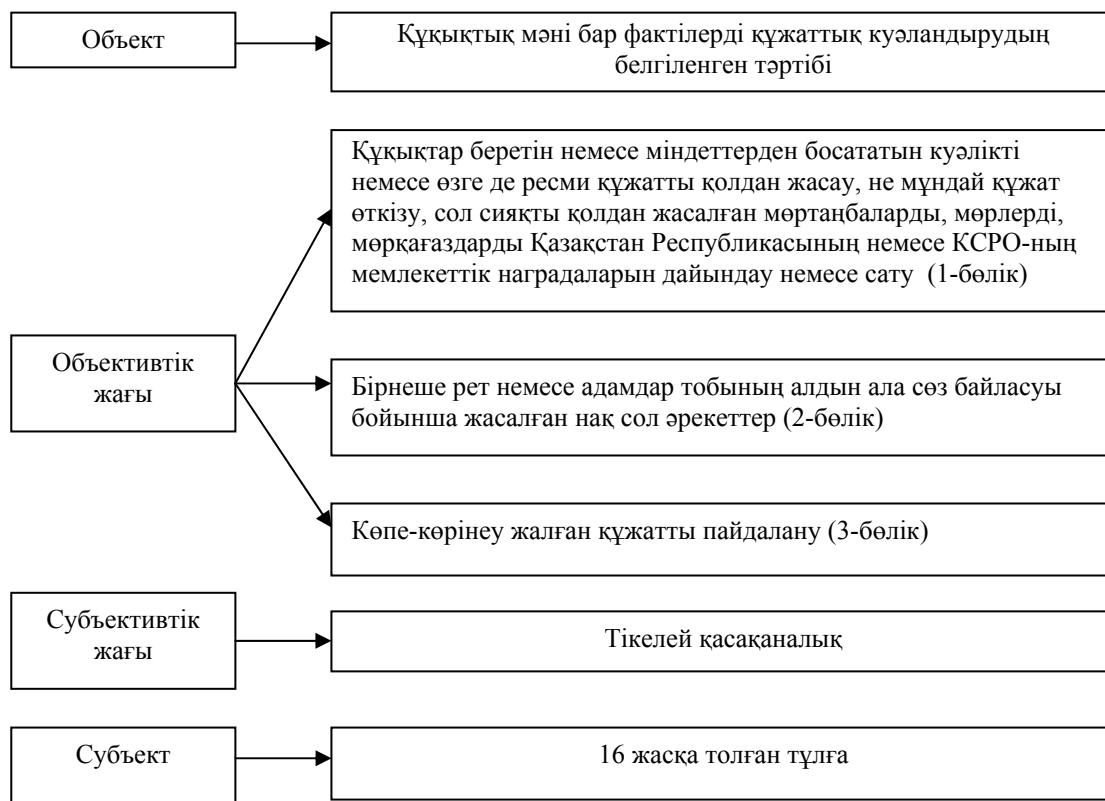 Объект
Құқықтық мәні бар фактілерді құжаттық куәландырудың
белгіленген тәртібі
Құқықтар беретін немесе міндеттерден босататын куәлікті
немесе өзге де ресми құжатты қолдан жасау, не мұндай құжат
өткізу, сол сияқты қолдан жасалған мөртаңбаларды, мөрлерді,
мөрқағаздарды Қазақстан Республикасының немесе КСРО-ның
мемлекеттік наградаларын дайындау немесе сату (1-бөлік)
Объективтік
жағы
Бірнеше рет немесе адамдар тобының алдын ала сөз байласуы
бойынша жасалған нақ сол әрекеттер (2-бөлік)
Көпе-көрінеу жалған құжатты пайдалану (3-бөлік)
Субъективтік
жағы
Тікелей қасақаналық
Субъект
16 жасқа толған тұлға